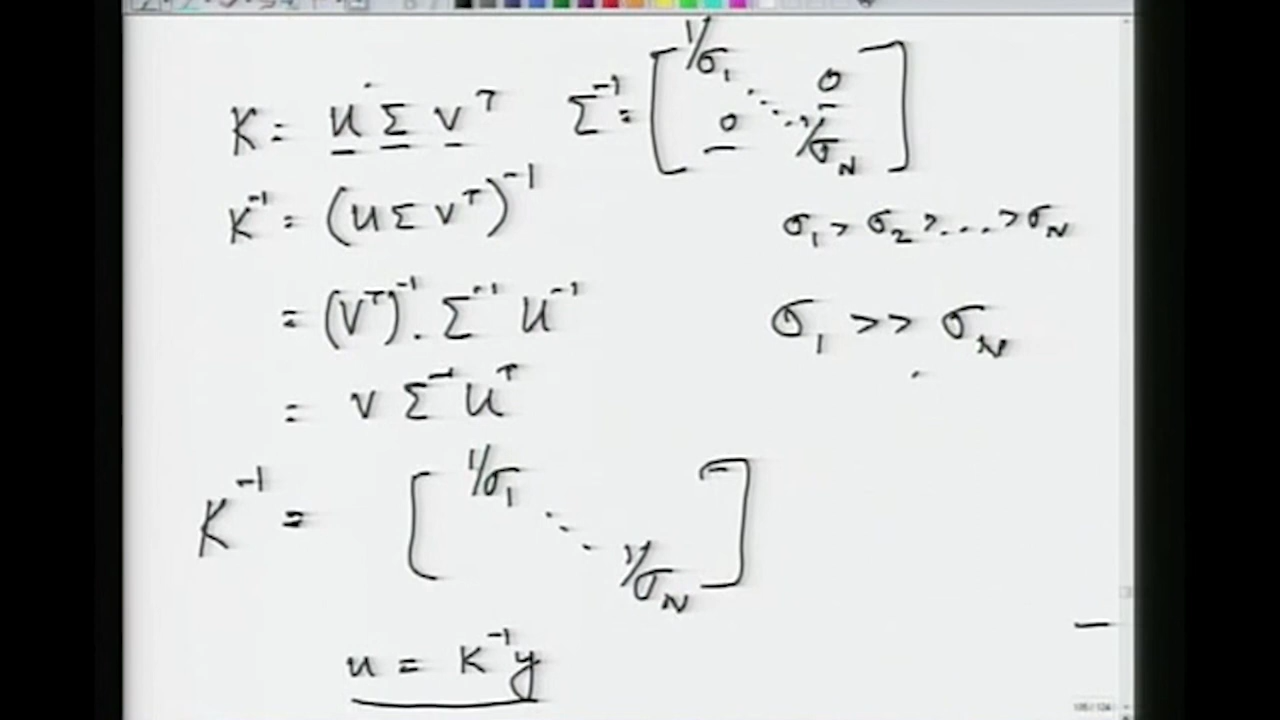 K = U Σ V^T Σ^-1 = [ 1/σ_1 ⋱ 0 0 1/σ_N ]
K^-1 = (U Σ V^T)^-1 σ_1 > σ_2 > .... > σ_N
= (V^T)^-1 . Σ^-1 U^-1 σ_1 >> σ_N
= V Σ^-1 U^T
K^-1 = [ 1/σ_1 ⋱ 1/σ_N ]
u = K^-1 y